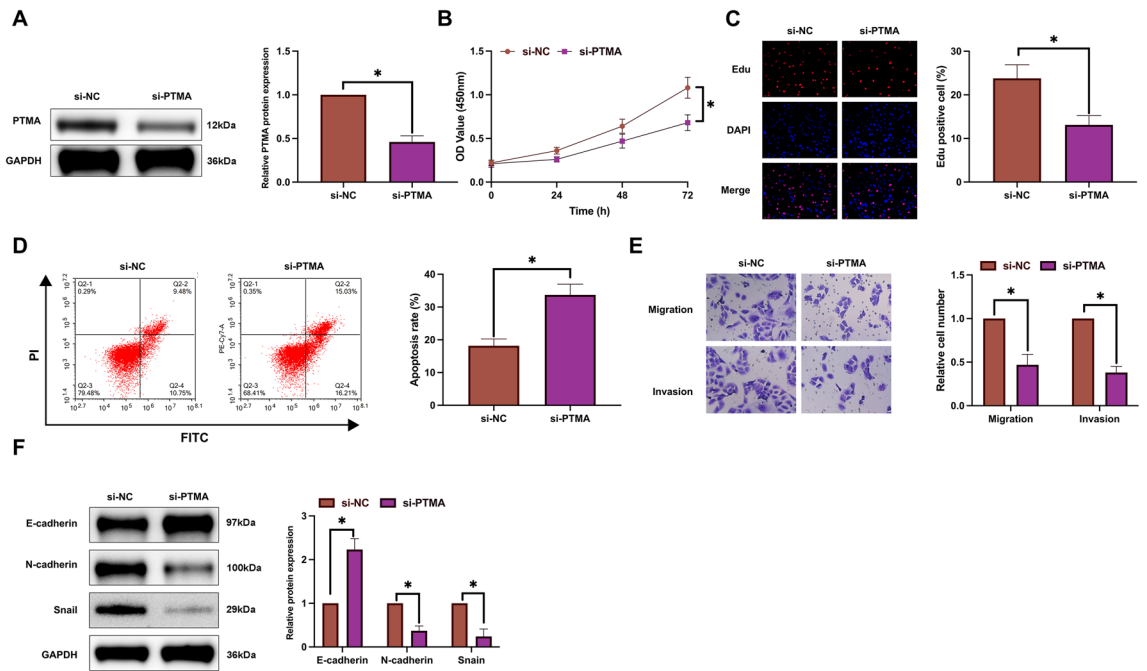 A
si-NC si-PTMA
PTMA 12kDa
GAPDH 36kDa
Relative PTMA protein expression
1.5
1.0
0.5
0.0
*
si-NC si-PTMA
B
OD Value (450nm)
1.5
1.0
0.5
0.0
si-NC
si-PTMA
*
0 24 48 72
Time (h)
C
si-NC si-PTMA
Edu
DAPI
Merge
Edu positive cell (%)
30
20
10
0
*
si-NC si-PTMA
D
si-NC
Q2-1
0.29%
Q2-2
9.48%
Q2-3
79.48%
Q2-4
10.75%
si-PTMA
PE-Cy7-A
Q2-1
0.35%
Q2-2
15.03%
Q2-3
68.41%
Q2-4
16.21%
PI
FITC
Apoptosis rate (%)
40
30
20
10
0
*
si-NC si-PTMA
E
si-NC si-PTMA
Migration
Invasion
si-NC si-PTMA
Relative cell number
1.5
1.0
0.5
0.0
* *
Migration Invasion
F
si-NC si-PTMA
E-cadherin 97kDa
N-cadherin 100kDa
Snail 29kDa
GAPDH 36kDa
si-NC si-PTMA
Relative protein expression
3
2
1
0
* * *
E-cadherin N-cadherin Snain